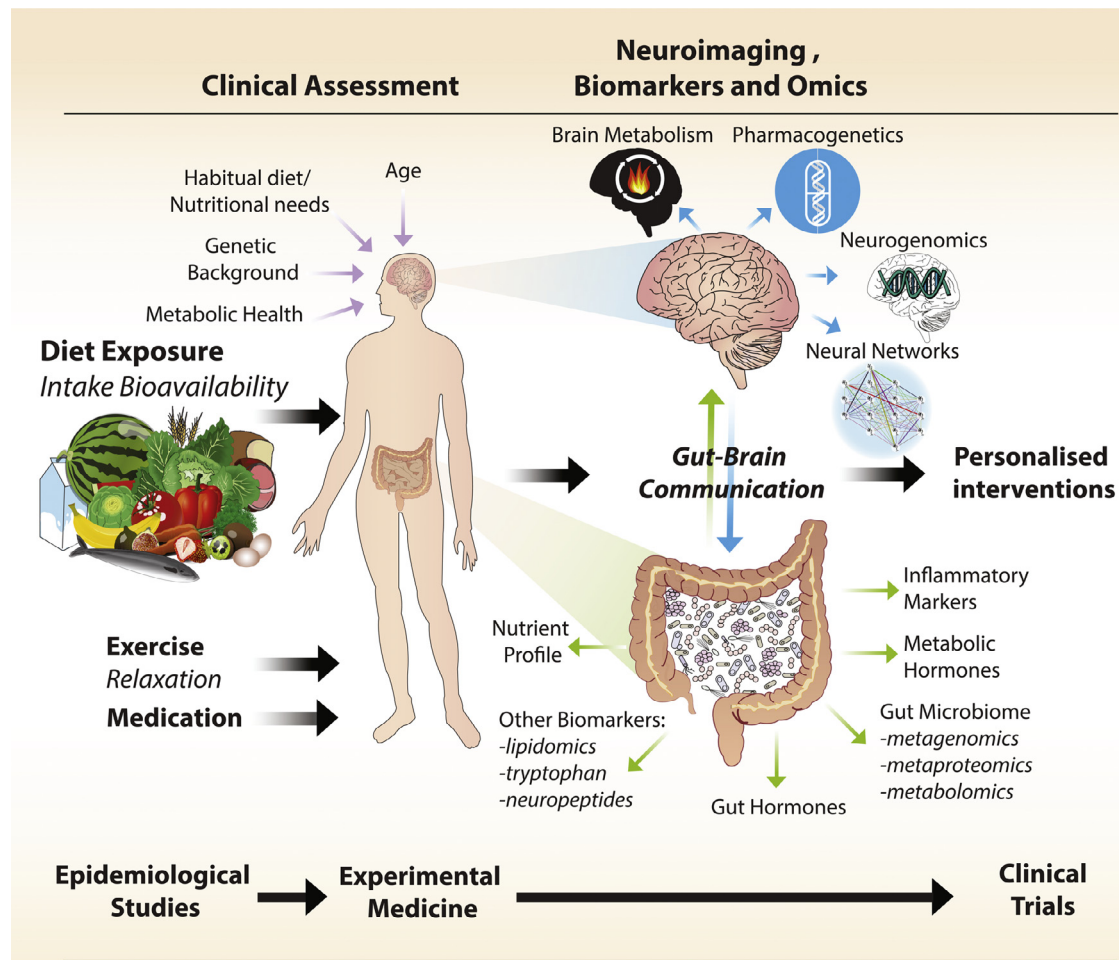 Clinical Assessment
Neuroimaging ,
Biomarkers and Omics
Brain Metabolism
Pharmacogenetics
Habitual diet/
Nutritional needs
Age
Genetic
Background
Metabolic Health
Neurogenomics
Neural Networks
Diet Exposure
Intake Bioavailability
Gut-Brain
Communication
Personalised
interventions
Exercise
Relaxation
Medication
Nutrient
Profile
Inflammatory
Markers
Metabolic
Hormones
Other Biomarkers:
-lipidomics
-tryptophan
-neuropeptides
Gut Hormones
Gut Microbiome
-metagenomics
-metaproteomics
-metabolomics
Epidemiological
Studies
Experimental
Medicine
Clinical
Trials